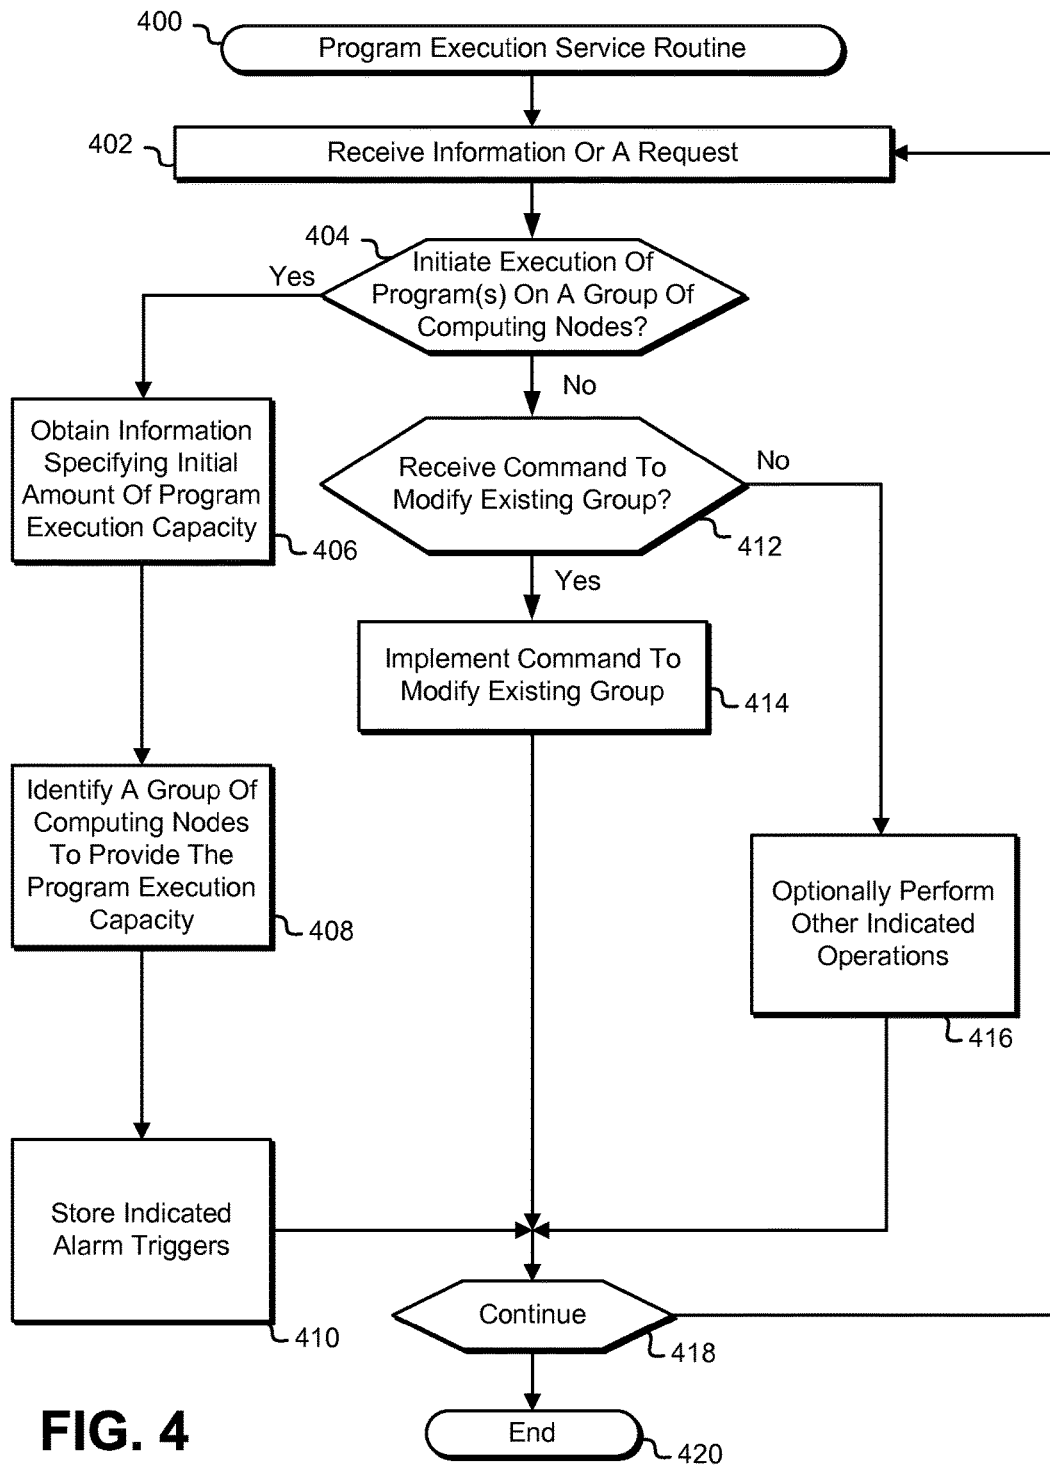 400
Program Execution Service Routine
402
Receive Information Or A Request
404
Initiate Execution Of
Program(s) On A Group Of
Computing Nodes?
Yes
No
Obtain Information
Specifying Initial
Amount Of Program
Execution Capacity
406
Receive Command To
Modify Existing Group?
No
412
Yes
Implement Command To
Modify Existing Group
414
Identify A Group Of
Computing Nodes
To Provide The
Program Execution
Capacity
408
Optionally Perform
Other Indicated
Operations
416
Store Indicated
Alarm Triggers
410
Continue
418
End
420
FIG. 4